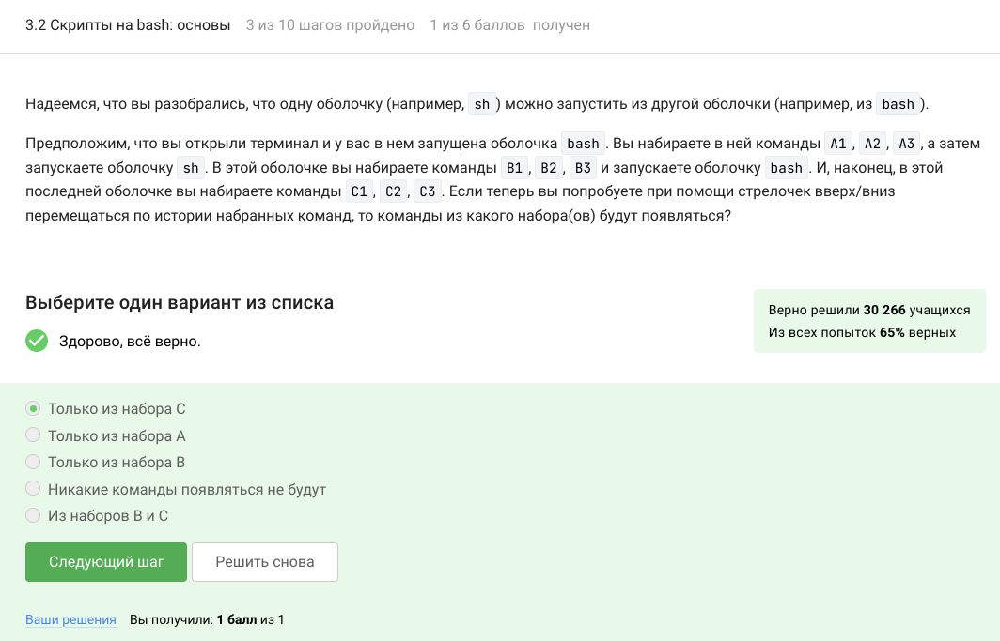 3.2 Скрипты на bash: основы 3 из 10 шагов пройдено 1 из 6 баллов получен
Надеемся, что вы разобрались, что одну оболочку (например, sh ) можно запустить из другой оболочки (например, из bash ).
Предположим, что вы открыли терминал и у вас в нем запущена оболочка bash . Вы набираете в ней команды A1 , A2 , A3 , а затем
запускаете оболочку sh . В этой оболочке вы набираете команды B1 , B2 , B3 и запускаете оболочку bash . И, наконец, в этой
последней оболочке вы набираете команды C1 , C2 , C3 . Если теперь вы попробуете при помощи стрелочек вверх/вниз
перемещаться по истории набранных команд, то команды из какого набора(ов) будут появляться?
Выберите один вариант из списка
Здорово, всё верно.
Верно решили 30 266 учащихся
Из всех попыток 65% верных
Только из набора C
Только из набора A
Только из набора B
Никакие команды появляться не будут
Из наборов B и C
Следующий шаг Решить снова
Ваши решения Вы получили: 1 балл из 1